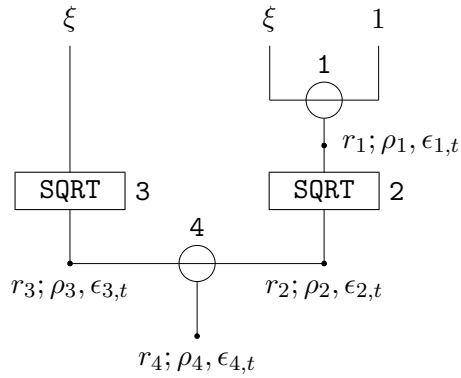 ξ ξ 1
1
r₁; ρ₁, ϵ₁,ₜ
SQRT 3 SQRT 2
4
r₃; ρ₃, ϵ₃,ₜ r₂; ρ₂, ϵ₂,ₜ
r₄; ρ₄, ϵ₄,ₜ